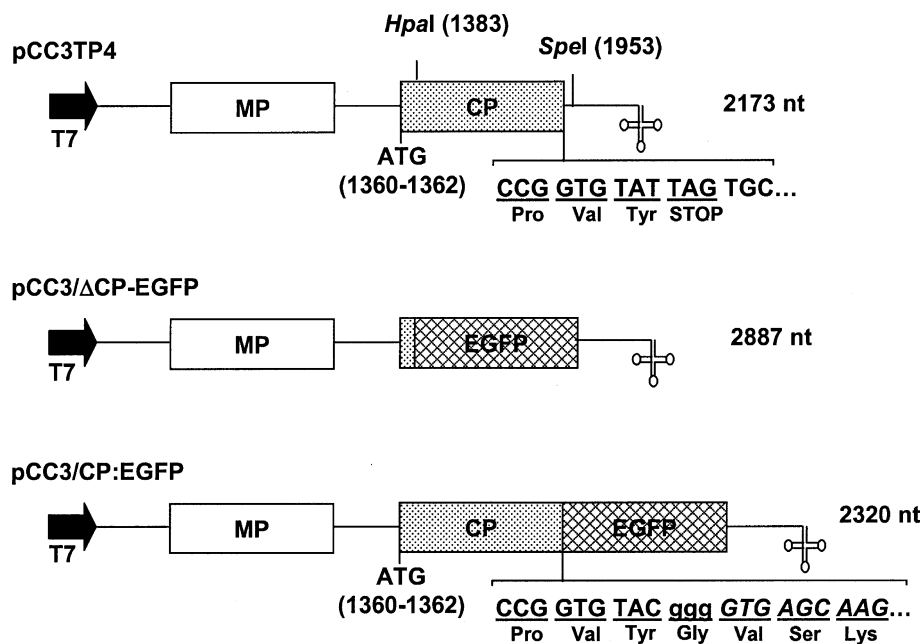 HpaI (1383)
SpeI (1953)
pCC3TP4
MP
CP
2173 nt
T7
ATG
(1360-1362)
CCG GTG TAT TAG TGC...
Pro Val Tyr STOP
pCC3/ΔCP-EGFP
MP
EGFP
2887 nt
T7
pCC3/CP:EGFP
MP
CP
EGFP
2320 nt
T7
ATG
(1360-1362)
CCG GTG TAC ggg GTG AGC AAG...
Pro Val Tyr Gly Val Ser Lys